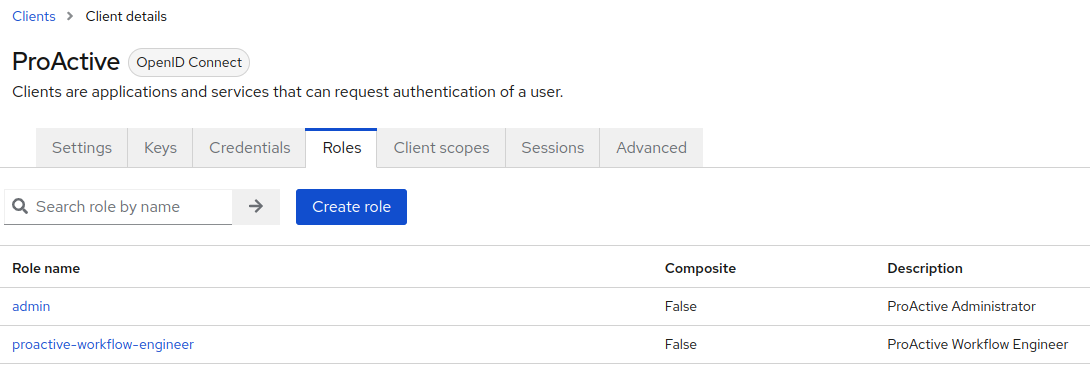 Clients > Client details
ProActive OpenID Connect
Clients are applications and services that can request authentication of a user.
Settings Keys Credentials Roles Client scopes Sessions Advanced
Search role by name Create role
Role name Composite Description
admin False ProActive Administrator
proactive-workflow-engineer False ProActive Workflow Engineer